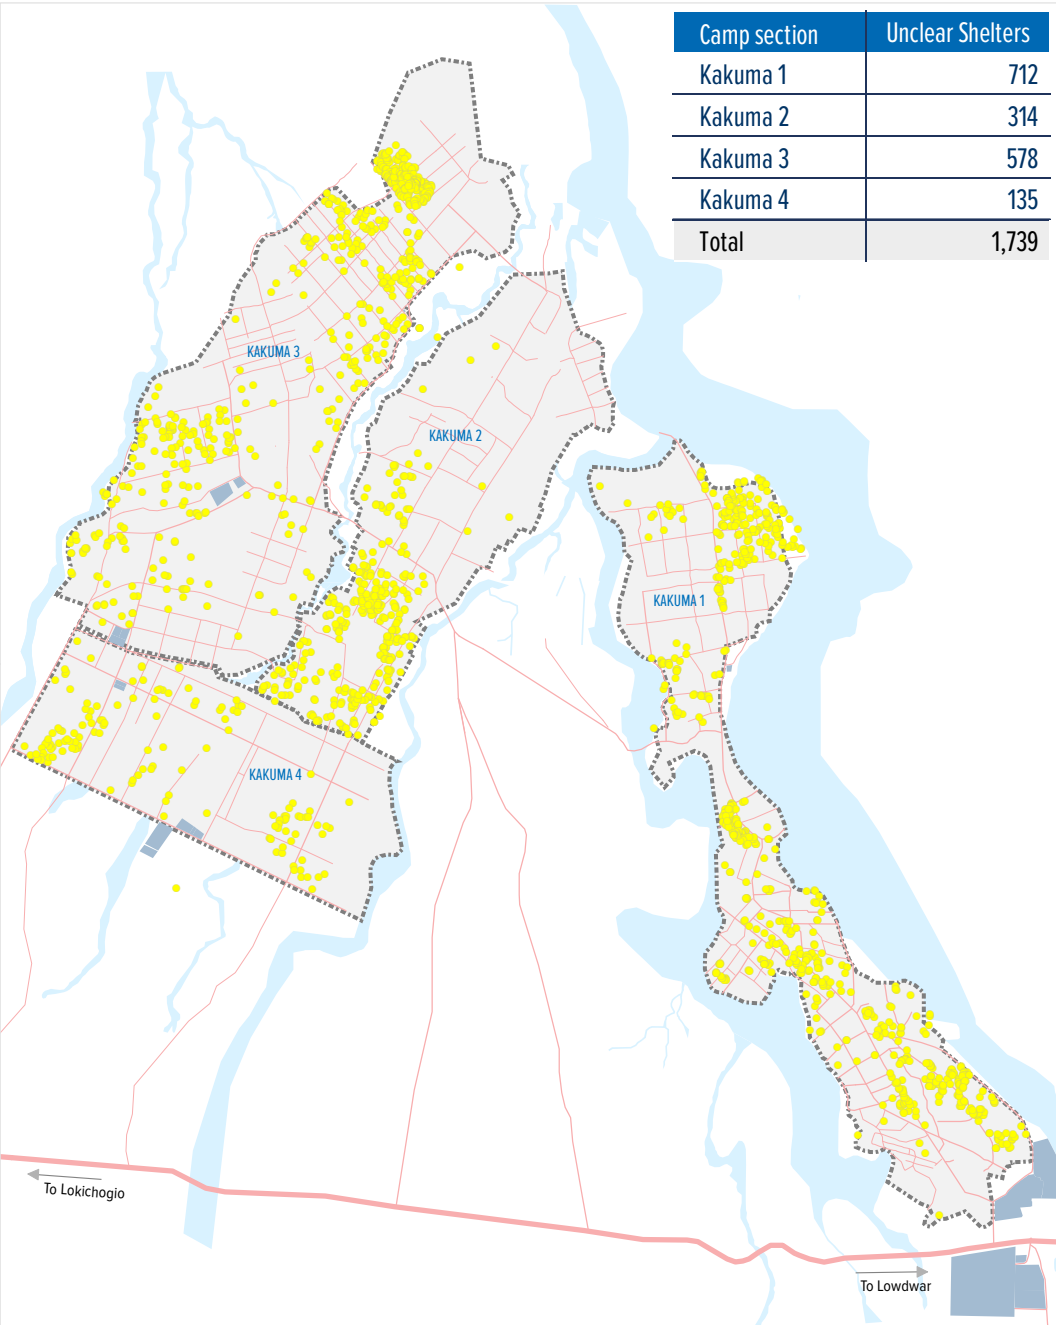 Camp section Unclear Shelters
Kakuma 1 712
Kakuma 2 314
Kakuma 3 578
Kakuma 4 135
Total 1,739
KAKUMA 3
KAKUMA 2
KAKUMA 1
KAKUMA 4
To Lokichogio
To Lowdwar